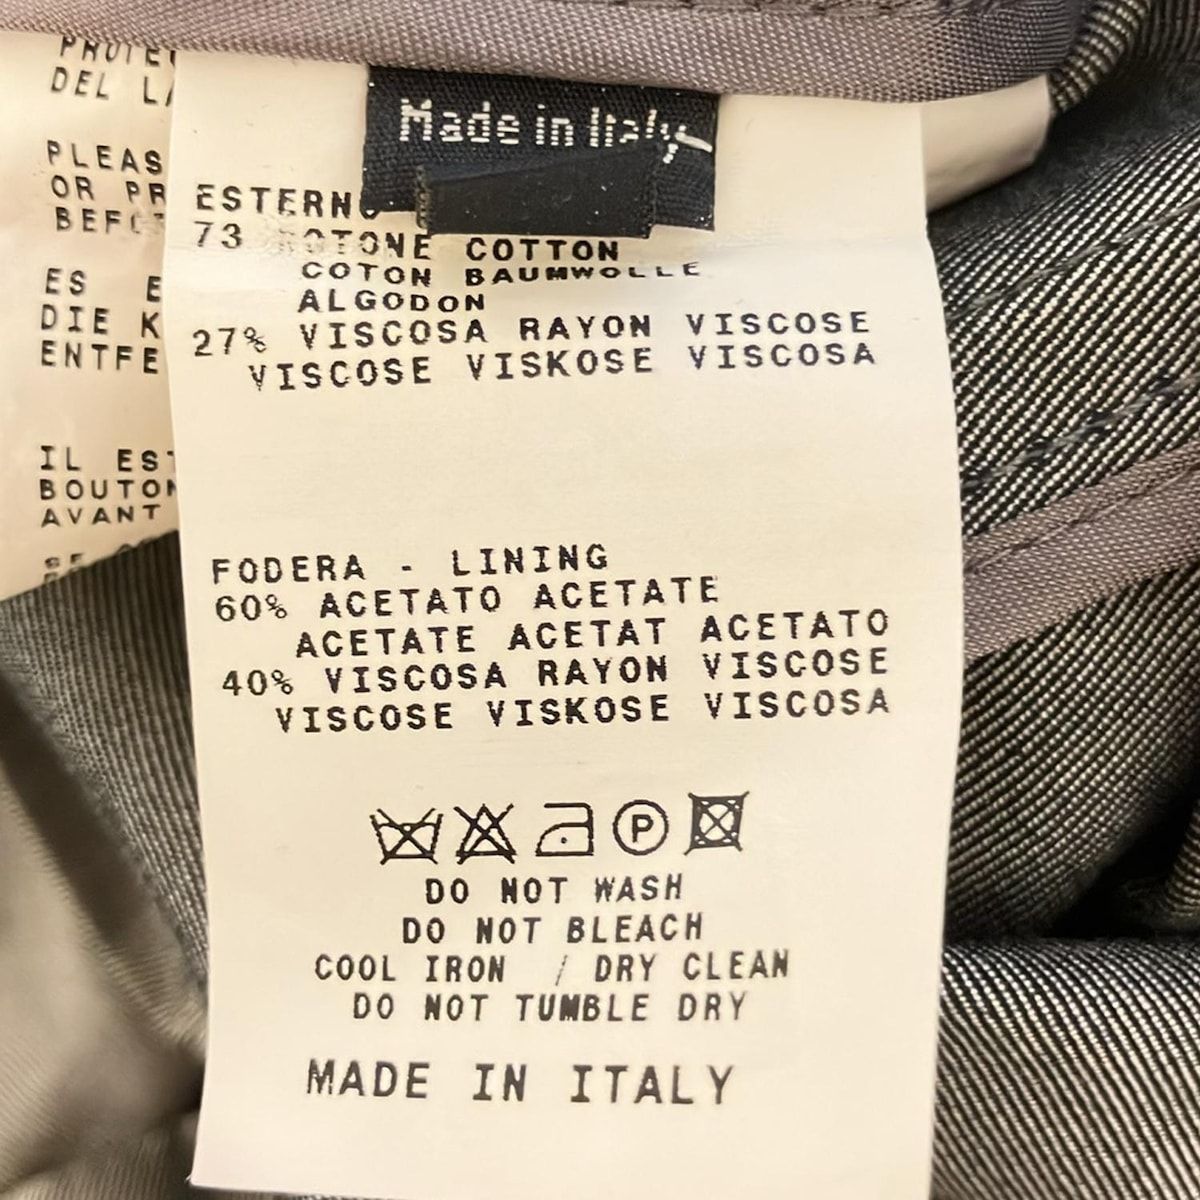 PROTE
DEL LA
PLEAS
OR PR
BEFO
ES E
DIE K
ENTFE
IL EST
BOUTON
AVANT
Made in Italy
ESTERNO
73 COTONE COTTON
COTON BAUMWOLLE
ALGODON
27% VISCOSA RAYON VISCOSE
VISCOSE VISKOSE VISCOSA
FODERA - LINING
60% ACETATO ACETATE
ACETATE ACETAT ACETATO
40% VISCOSA RAYON VISCOSE
VISCOSE VISKOSE VISCOSA
P
DO NOT WASH
DO NOT BLEACH
COOL IRON / DRY CLEAN
DO NOT TUMBLE DRY
MADE IN ITALY